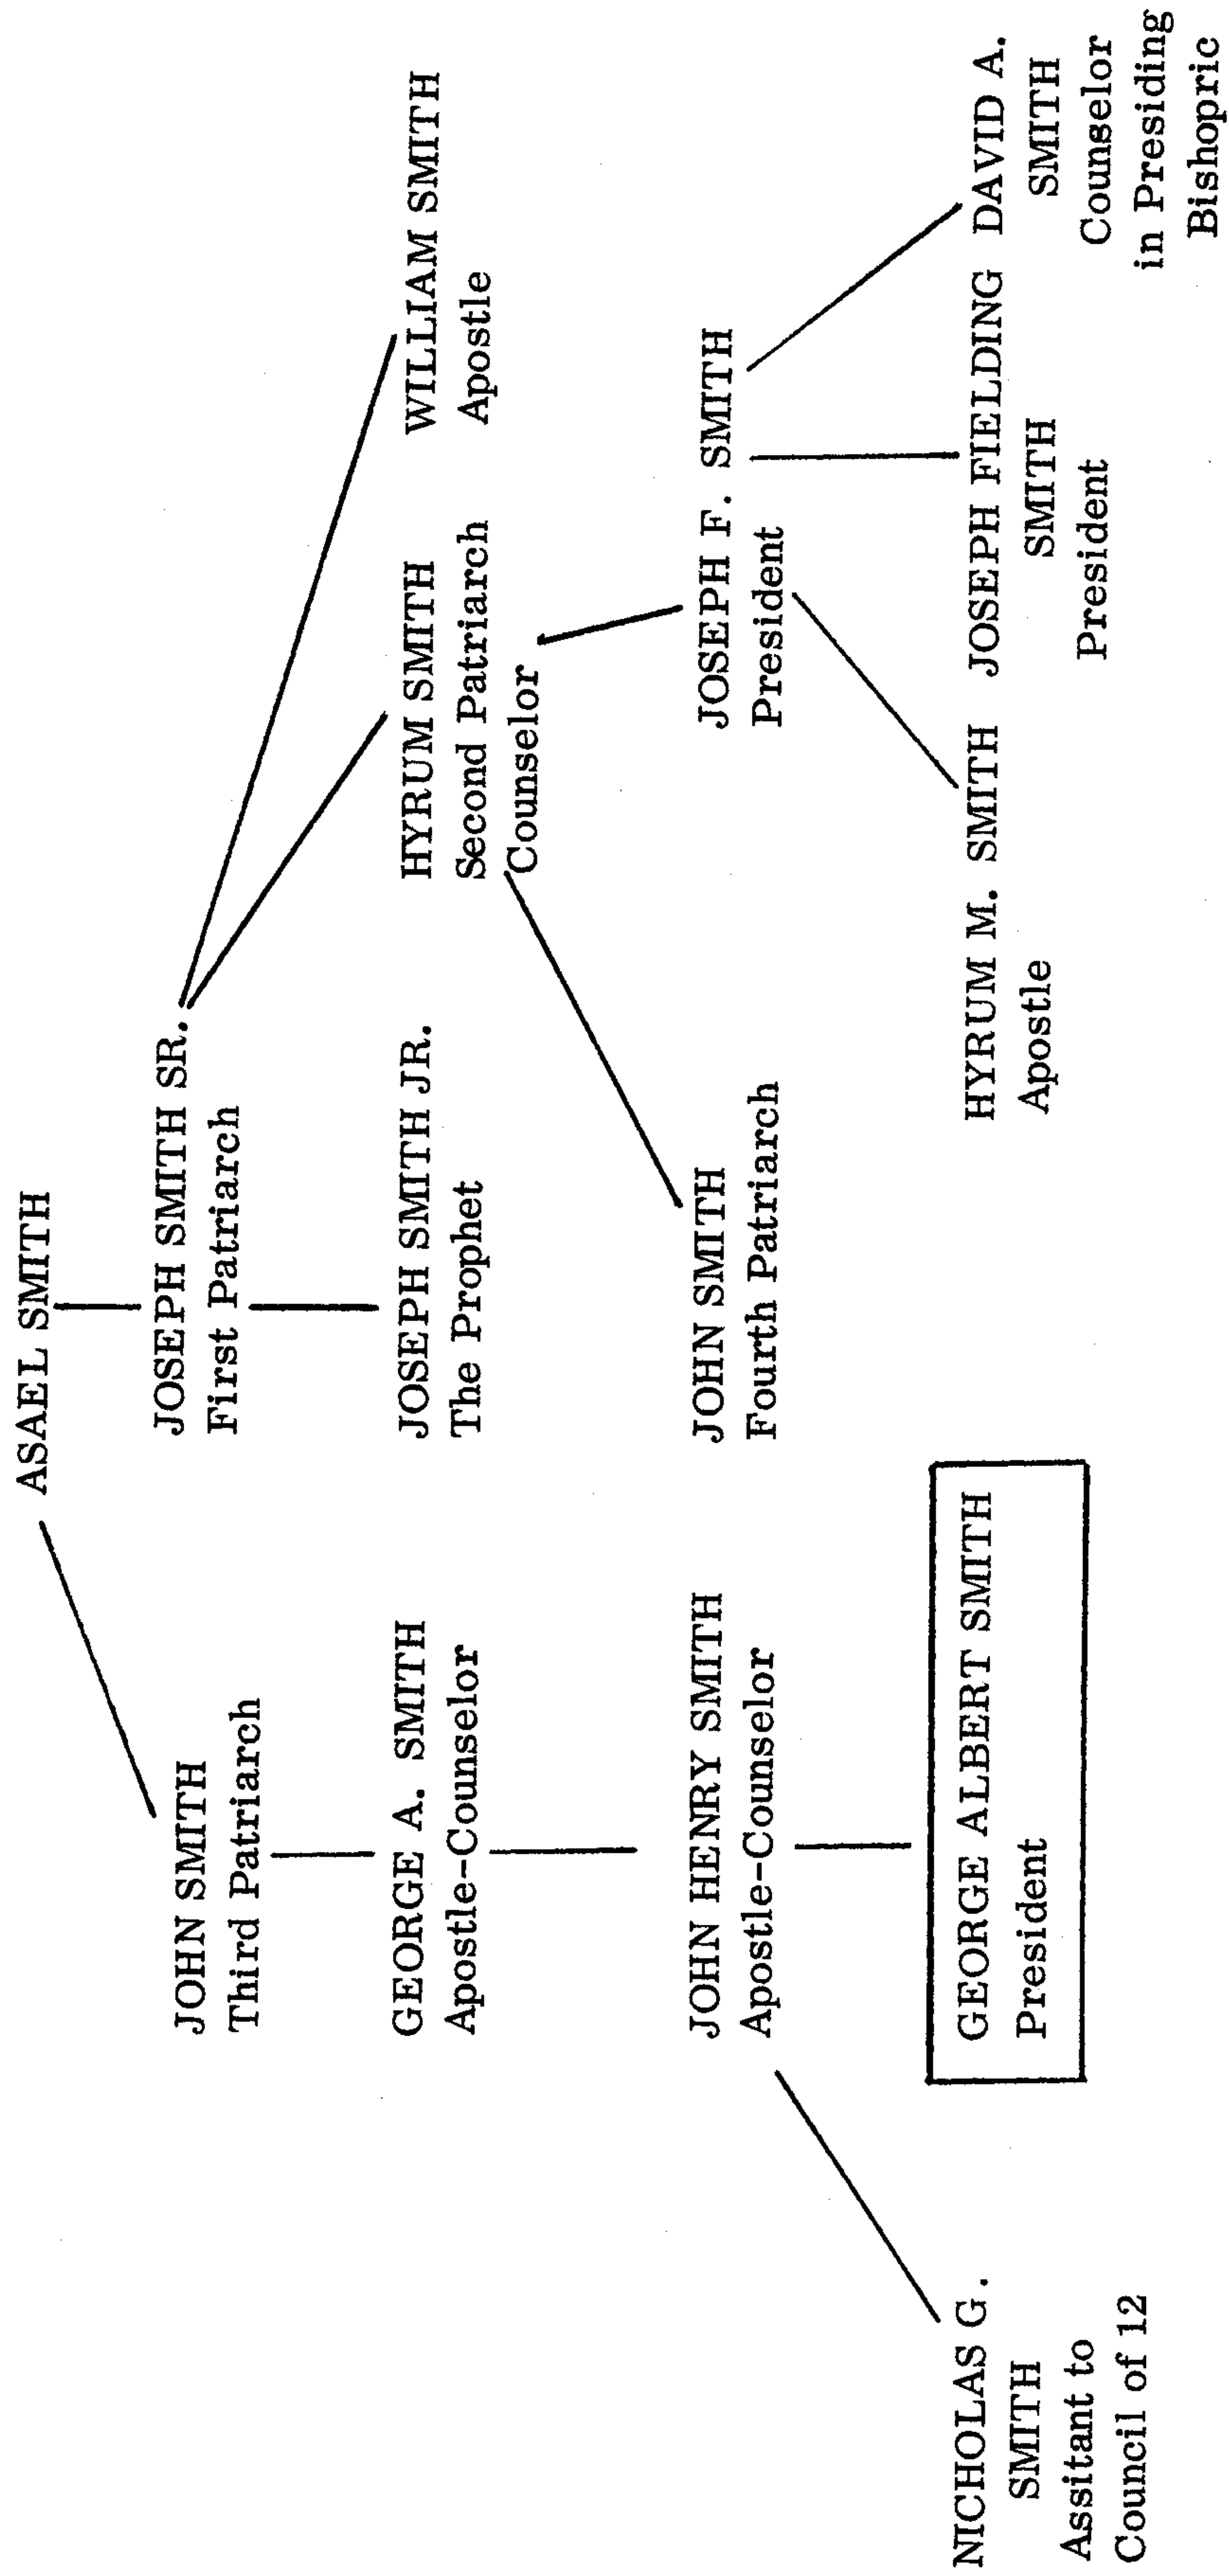 ASAEL SMITH
JOHN SMITH
Third Patriarch
JOSEPH SMITH SR.
First Patriarch
GEORGE A. SMITH
Apostle-Counselor
JOSEPH SMITH JR.
The Prophet
HYRUM SMITH
Second Patriarch
Counselor
WILLIAM SMITH
Apostle
JOHN HENRY SMITH
Apostle-Counselor
JOHN SMITH
Fourth Patriarch
JOSEPH F. SMITH
President
NICHOLAS G.
SMITH
Assitant to
Council of 12
GEORGE ALBERT SMITH
President
HYRUM M. SMITH
Apostle
JOSEPH FIELDING
SMITH
President
DAVID A.
SMITH
Counselor
in Presiding
Bishopric